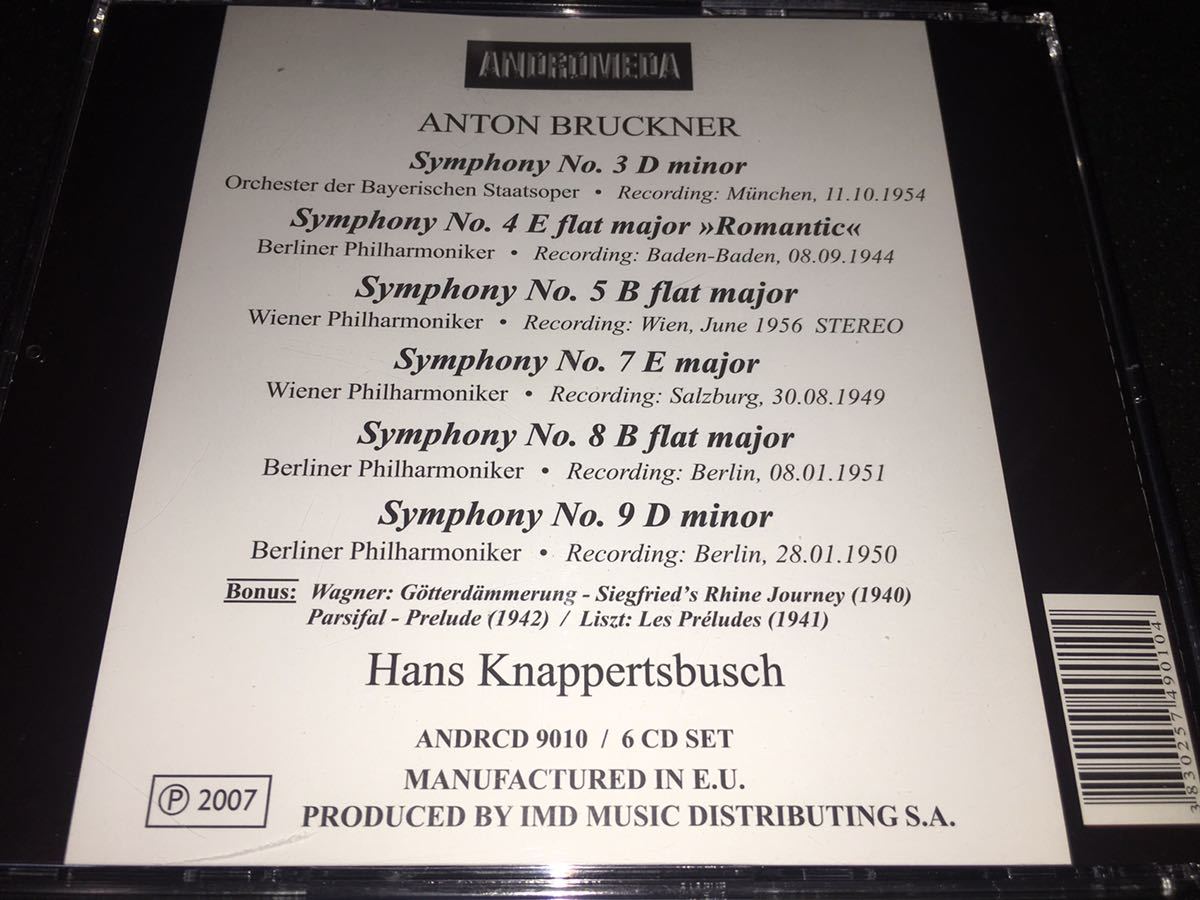 ANDROMEDA
ANTON BRUCKNER
Symphony No. 3 D minor
Orchester der Bayerischen Staatsoper • Recording: München, 11.10.1954
Symphony No. 4 E flat major »Romantic«
Berliner Philharmoniker • Recording: Baden-Baden, 08.09.1944
Symphony No. 5 B flat major
Wiener Philharmoniker • Recording: Wien, June 1956 STEREO
Symphony No. 7 E major
Wiener Philharmoniker • Recording: Salzburg, 30.08.1949
Symphony No. 8 B flat major
Berliner Philharmoniker • Recording: Berlin, 08.01.1951
Symphony No. 9 D minor
Berliner Philharmoniker • Recording: Berlin, 28.01.1950
Bonus: Wagner: Götterdämmerung - Siegfried's Rhine Journey (1940)
Parsifal - Prelude (1942) / Liszt: Les Préludes (1941)
Hans Knappertsbusch
ANDRCD 9010 / 6 CD SET
MANUFACTURED IN E.U.
℗ 2007
PRODUCED BY IMD MUSIC DISTRIBUTING S.A.
3 830257 490104